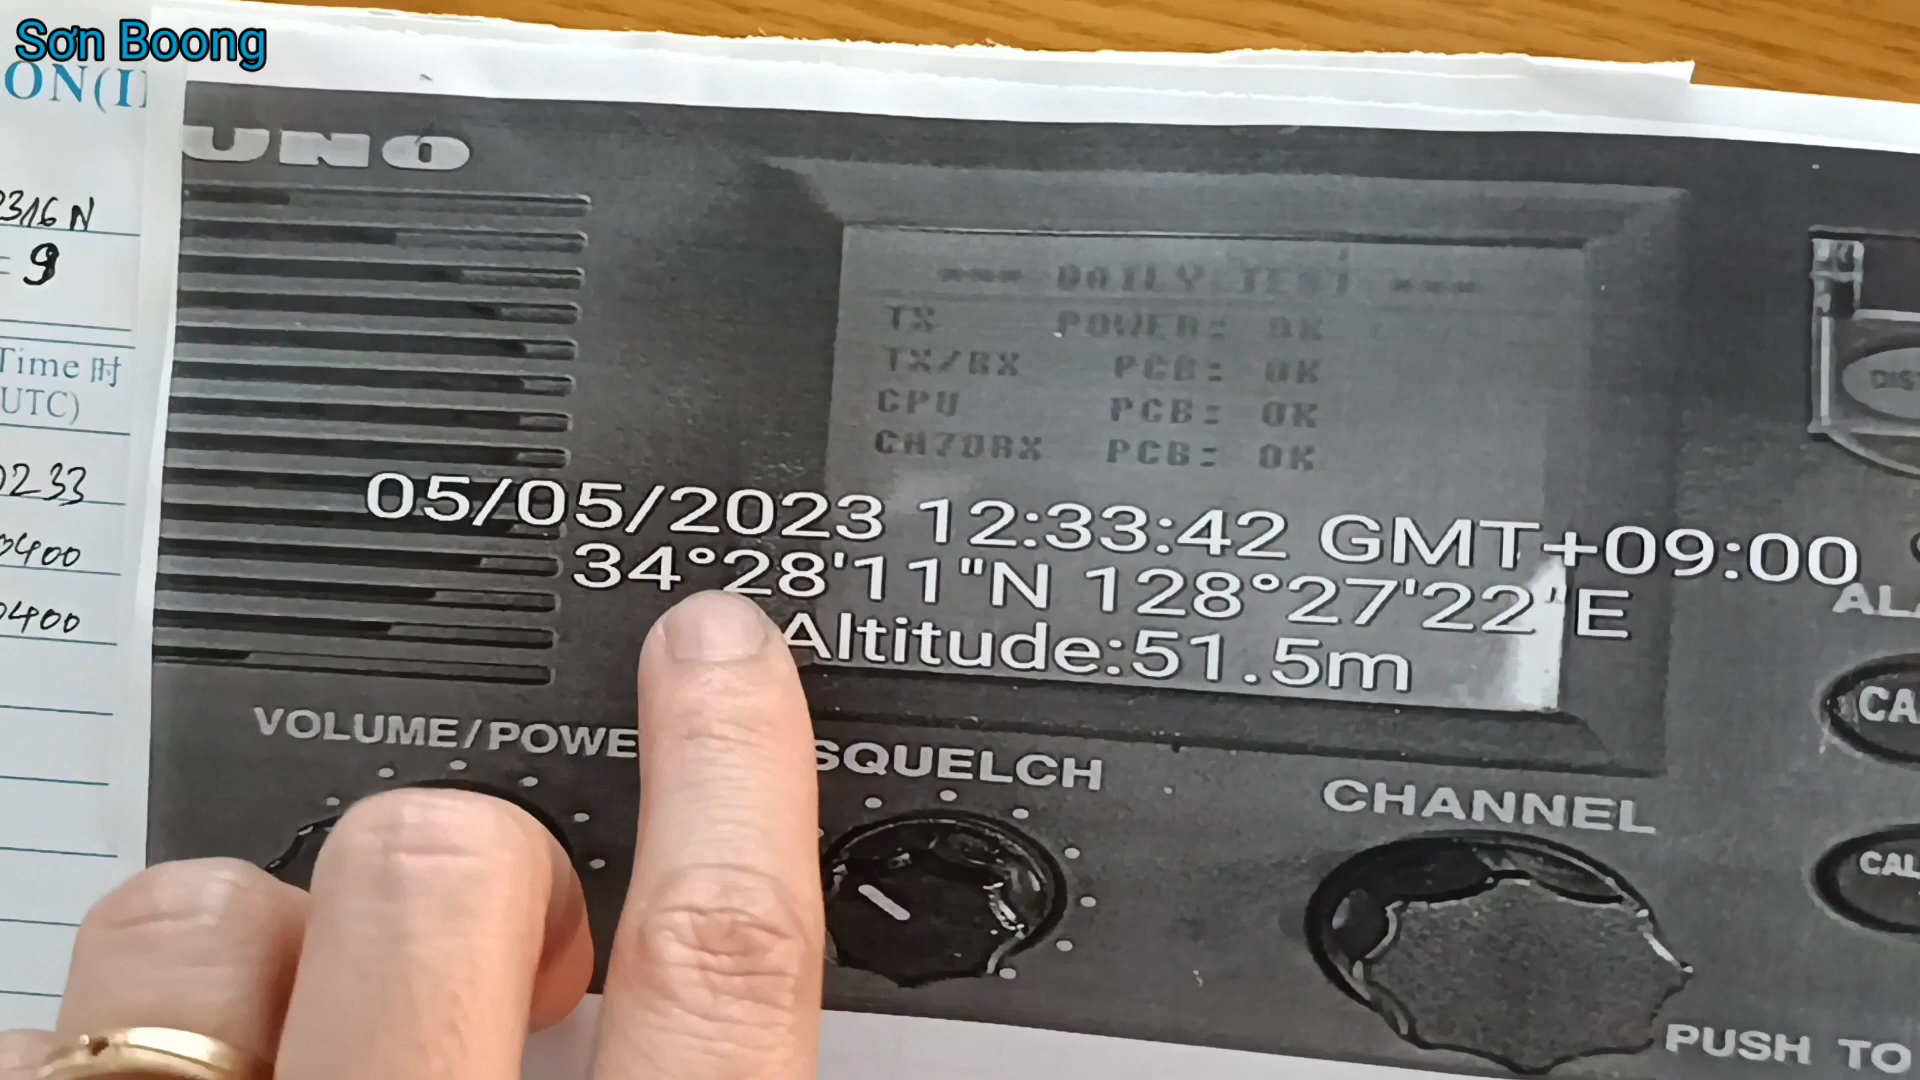 Sơn Boong
ON(I
UNO
2316 N
= 9
*** DAILY TEST ***
TX POWER: OK
TX/RX PCB: OK
CPU PCB: OK
CH70RX PCB: OK
Time 时
UTC)
0233
0400
0400
05/05/2023 12:33:42 GMT+09:00
34°28'11"N 128°27'22"E
Altitude:51.5m
DIS
ALA
CA
VOLUME/POWE
SQUELCH
CHANNEL
CAL
PUSH TO